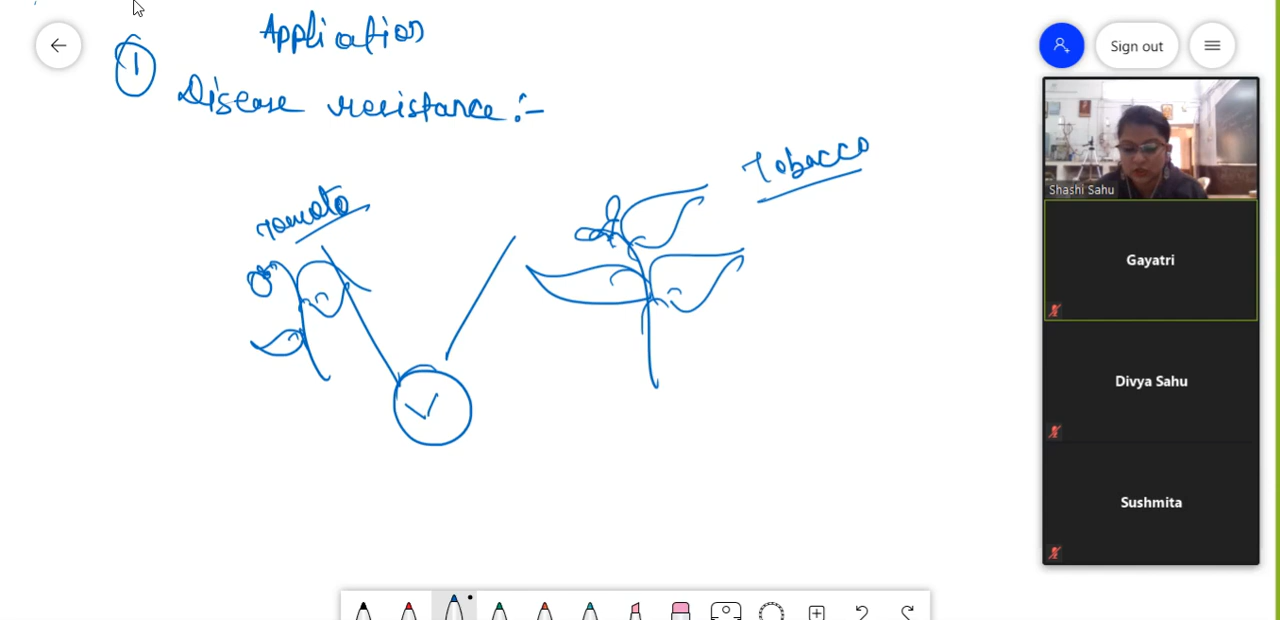 Application
Sign out
1
Disease resistance :-
Tobacco
Tomato
Shashi Sahu
Gayatri
Divya Sahu
Sushmita